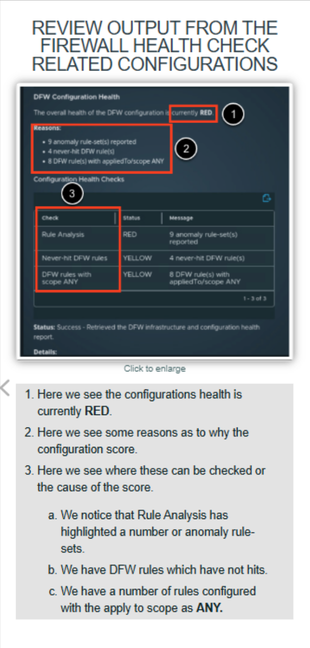 REVIEW OUTPUT FROM THE
FIREWALL HEALTH CHECK
RELATED CONFIGURATIONS
DFW Configuration Health
The overall health of the DFW configuration is currently RED
1
Reasons:
• 9 anomaly rule-set(s) reported
• 4 never-hit DFW rule(s)
• 8 DFW rule(s) with appliedTo/scope ANY
2
Configuration Health Checks
3
Check Status Message
Rule Analysis RED 9 anomaly rule-set(s)
reported
Never-hit DFW rules YELLOW 4 never-hit DFW rule(s)
DFW rules with YELLOW 8 DFW rule(s) with
scope ANY appliedTo/scope ANY
1 - 3 of 3
Status: Success - Retrieved the DFW infrastructure and configuration health
report.
Details:
Click to enlarge
1. Here we see the configurations health is
currently RED.
2. Here we see some reasons as to why the
configuration score.
3. Here we see where these can be checked or
the cause of the score.
a. We notice that Rule Analysis has
highlighted a number or anomaly rule-
sets.
b. We have DFW rules which have not hits.
c. We have a number of rules configured
with the apply to scope as ANY.